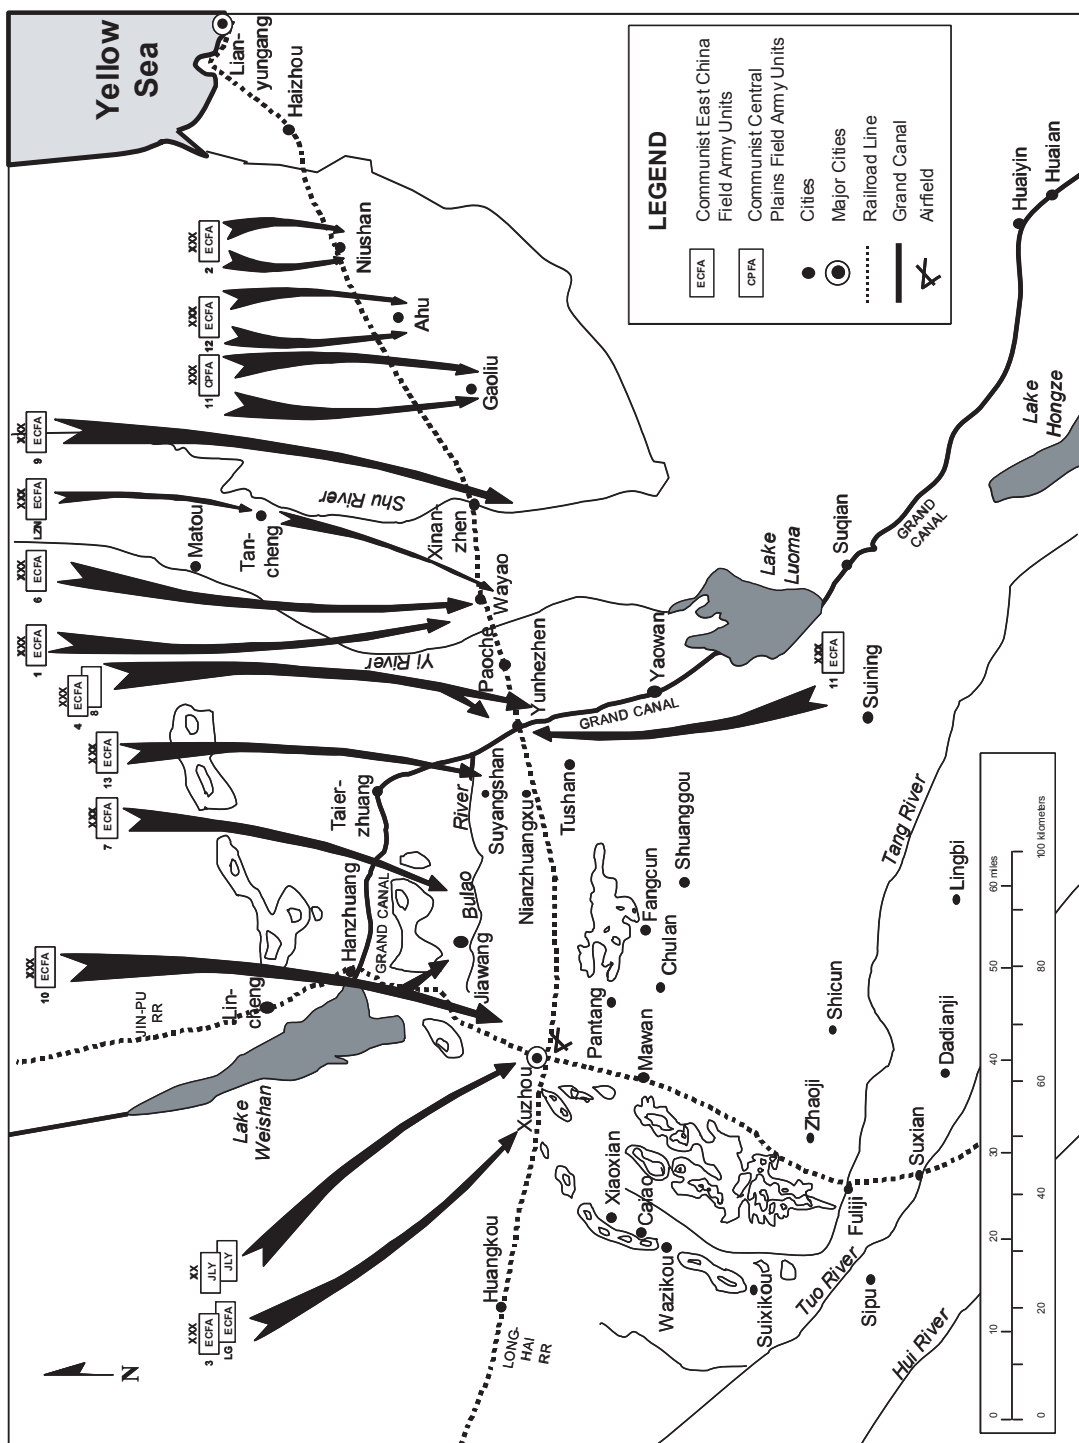 Yellow
Sea
Lian-
yungang
Haizhou
XXX
ECFA
2
Niushan
XXX
ECFA
12
Ahu
XXX
CPFA
11
Gaoliu
XXX
ECFA
9
Shu River
Xinan-
zhen
XXX
ECFA
LZN
Matou
Tan-
cheng
XXX
ECFA
6
Wayao
XXX
ECFA
1
Yi River
Paoche
XXX
ECFA
4
8
Yunhezhen
XXX
ECFA
13
Taier-
zhuang
River
Suyangshan
XXX
ECFA
7
Hanzhuang
GRAND CANAL
Bulao
Nianzhuangxu
XXX
ECFA
10
JIN-PU
RR
Lin-
cheng
Jiawang
Lake
Weishan
Xuzhou
XX
JLY
JLY
XXX
3
ECFA
LG
ECFA
Huangkou
LONG-
HAI
RR
N
LEGEND
ECFA
Communist East China
Field Army Units
CPFA
Communist Central
Plains Field Army Units
Cities
Major Cities
Railroad Line
Grand Canal
Airfield
Huaiyin
Huaian
Lake
Hongze
GRAND
CANAL
Suqian
Lake
Luoma
Yaowan
GRAND CANAL
XXX
ECFA
11
Suining
Tushan
Shuanggou
Fangcun
Chulan
Pantang
Mawan
Tang River
Lingbi
Shicun
Dadianji
Zhaoji
Suxian
Fuliji
Xiaoxian
Caiao
Wazikou
Suixikou
Tuo River
Sipu
Hui River
0
10
20
30
40
50
60 miles
0
20
40
60
80
100 kilometers